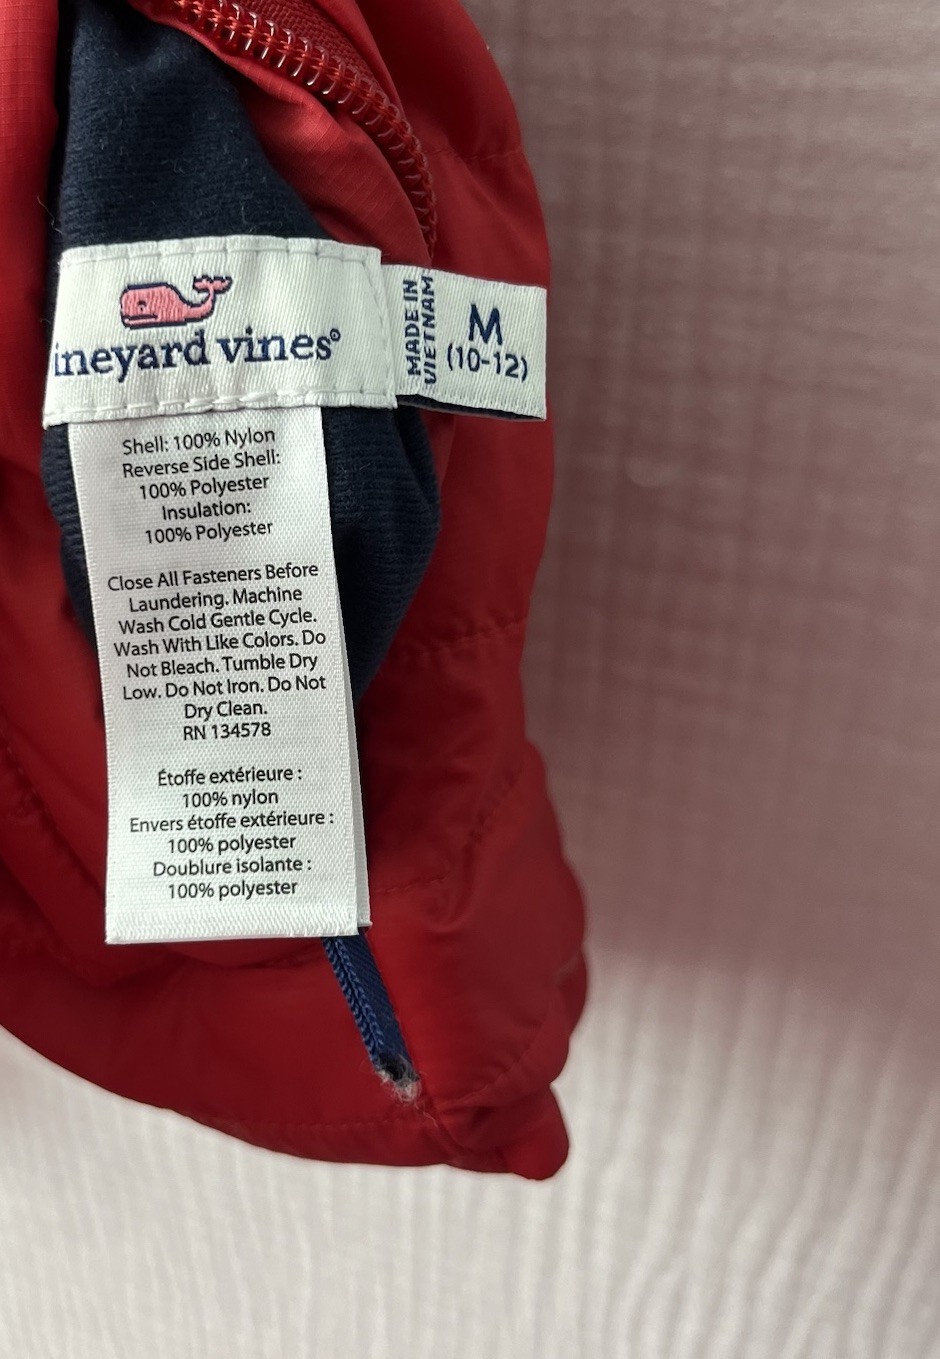 ineyard vines®
MADE IN
VIETNAM
M
(10-12)
Shell: 100% Nylon
Reverse Side Shell:
100% Polyester
Insulation:
100% Polyester
Close All Fasteners Before
Laundering. Machine
Wash Cold Gentle Cycle.
Wash With Like Colors. Do
Not Bleach. Tumble Dry
Low. Do Not Iron. Do Not
Dry Clean.
RN 134578
Étoffe extérieure :
100% nylon
Envers étoffe extérieure :
100% polyester
Doublure isolante :
100% polyester